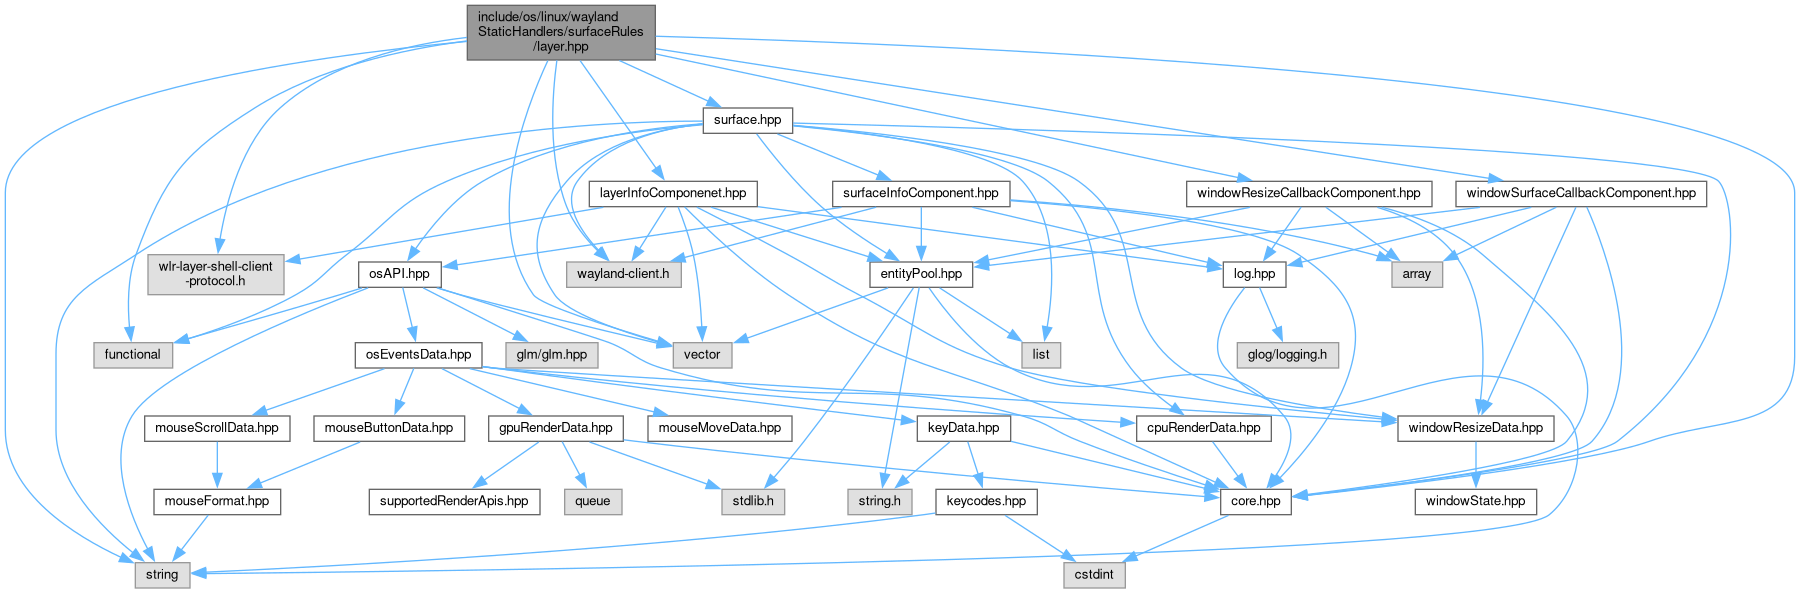 include/os/linux/wayland
StaticHandlers/surfaceRules
/layer.hpp
surface.hpp
layerInfoComponenet.hpp
surfaceInfoComponent.hpp
windowResizeCallbackComponent.hpp
windowSurfaceCallbackComponent.hpp
wlr-layer-shell-client
-protocol.h
osAPI.hpp
wayland-client.h
entityPool.hpp
log.hpp
array
functional
osEventsData.hpp
glm/glm.hpp
vector
list
glog/logging.h
mouseScrollData.hpp
mouseButtonData.hpp
gpuRenderData.hpp
mouseMoveData.hpp
keyData.hpp
cpuRenderData.hpp
windowResizeData.hpp
mouseFormat.hpp
supportedRenderApis.hpp
queue
stdlib.h
string.h
keycodes.hpp
core.hpp
windowState.hpp
string
cstdint